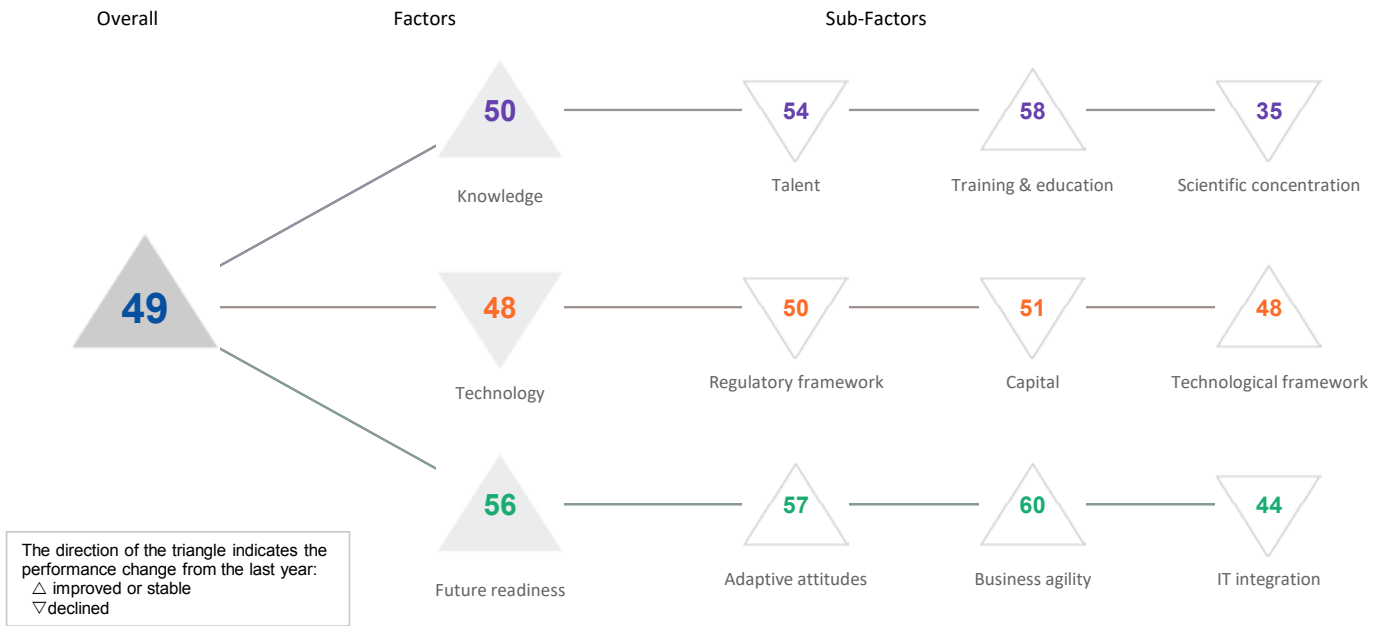 Overall Factors Sub-Factors
50 54 58 35
Knowledge Talent Training & education Scientific concentration
49 48 50 51 48
Technology Regulatory framework Capital Technological framework
56 57 60 44
Future readiness Adaptive attitudes Business agility IT integration
The direction of the triangle indicates the
performance change from the last year:
△ improved or stable
▽declined